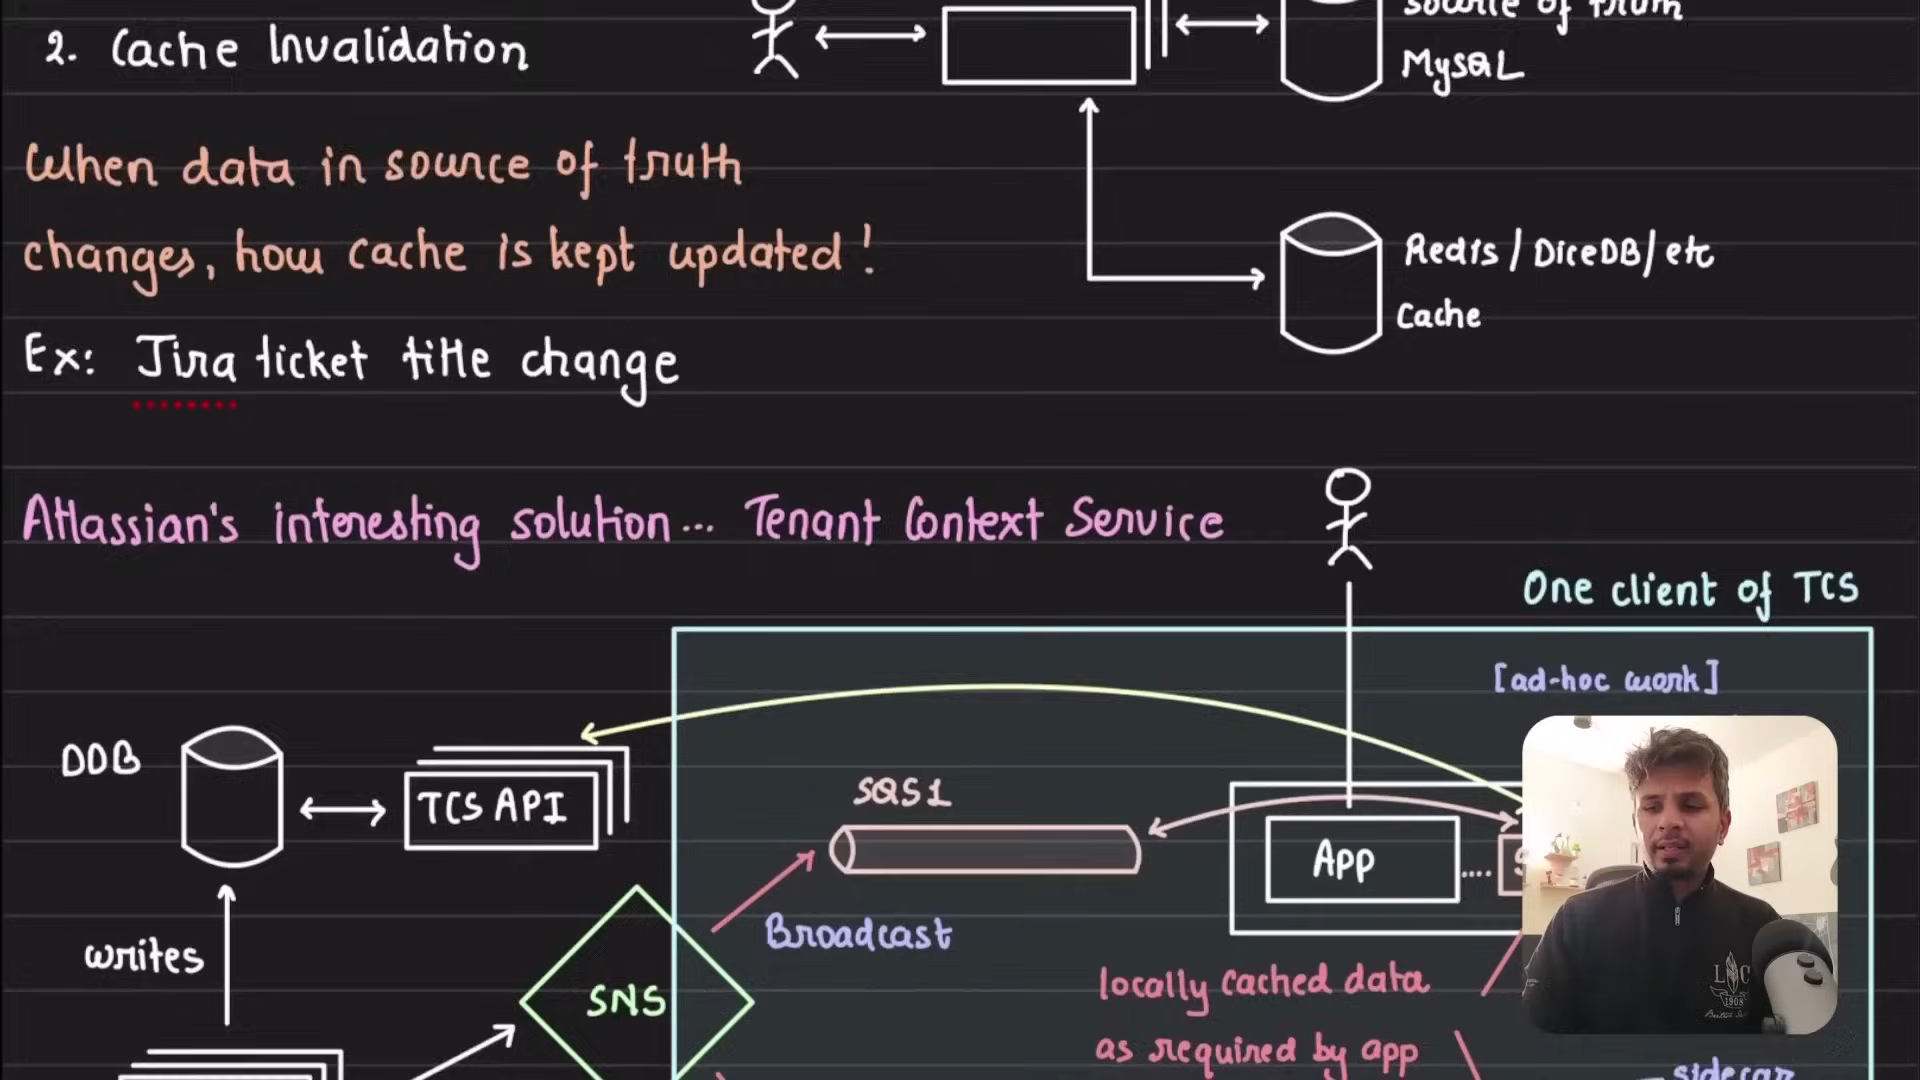 source of truth
2. Cache Invalidation
MySQL
When data in source of truth
changes, how cache is kept updated!
Redis / DiceDB / etc
Cache
Ex: Jira ticket title change
Atlassian's interesting solution... Tenant Context Service
One client of TCS
[ad-hoc work]
DDB
TCS API
SQS1
App
....
Broadcast
writes
SNS
locally cached data
as required by app
sidecar
1908